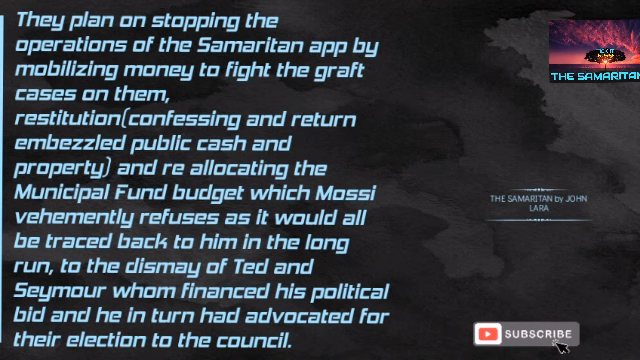 They plan on stopping the
operations of the Samaritan app by
mobilizing money to fight the graft
cases on them,
restitution(confessing and return
embezzled public cash and
property) and re allocating the
Municipal Fund budget which Mossi
vehemently refuses as it would all
be traced back to him in the long
run, to the dismay of Ted and
Seymour whom financed his political
bid and he in turn had advocated for
their election to the council.
THE SAMARITAN
THE SAMARITAN by JOHN
LARA
SUBSCRIBE